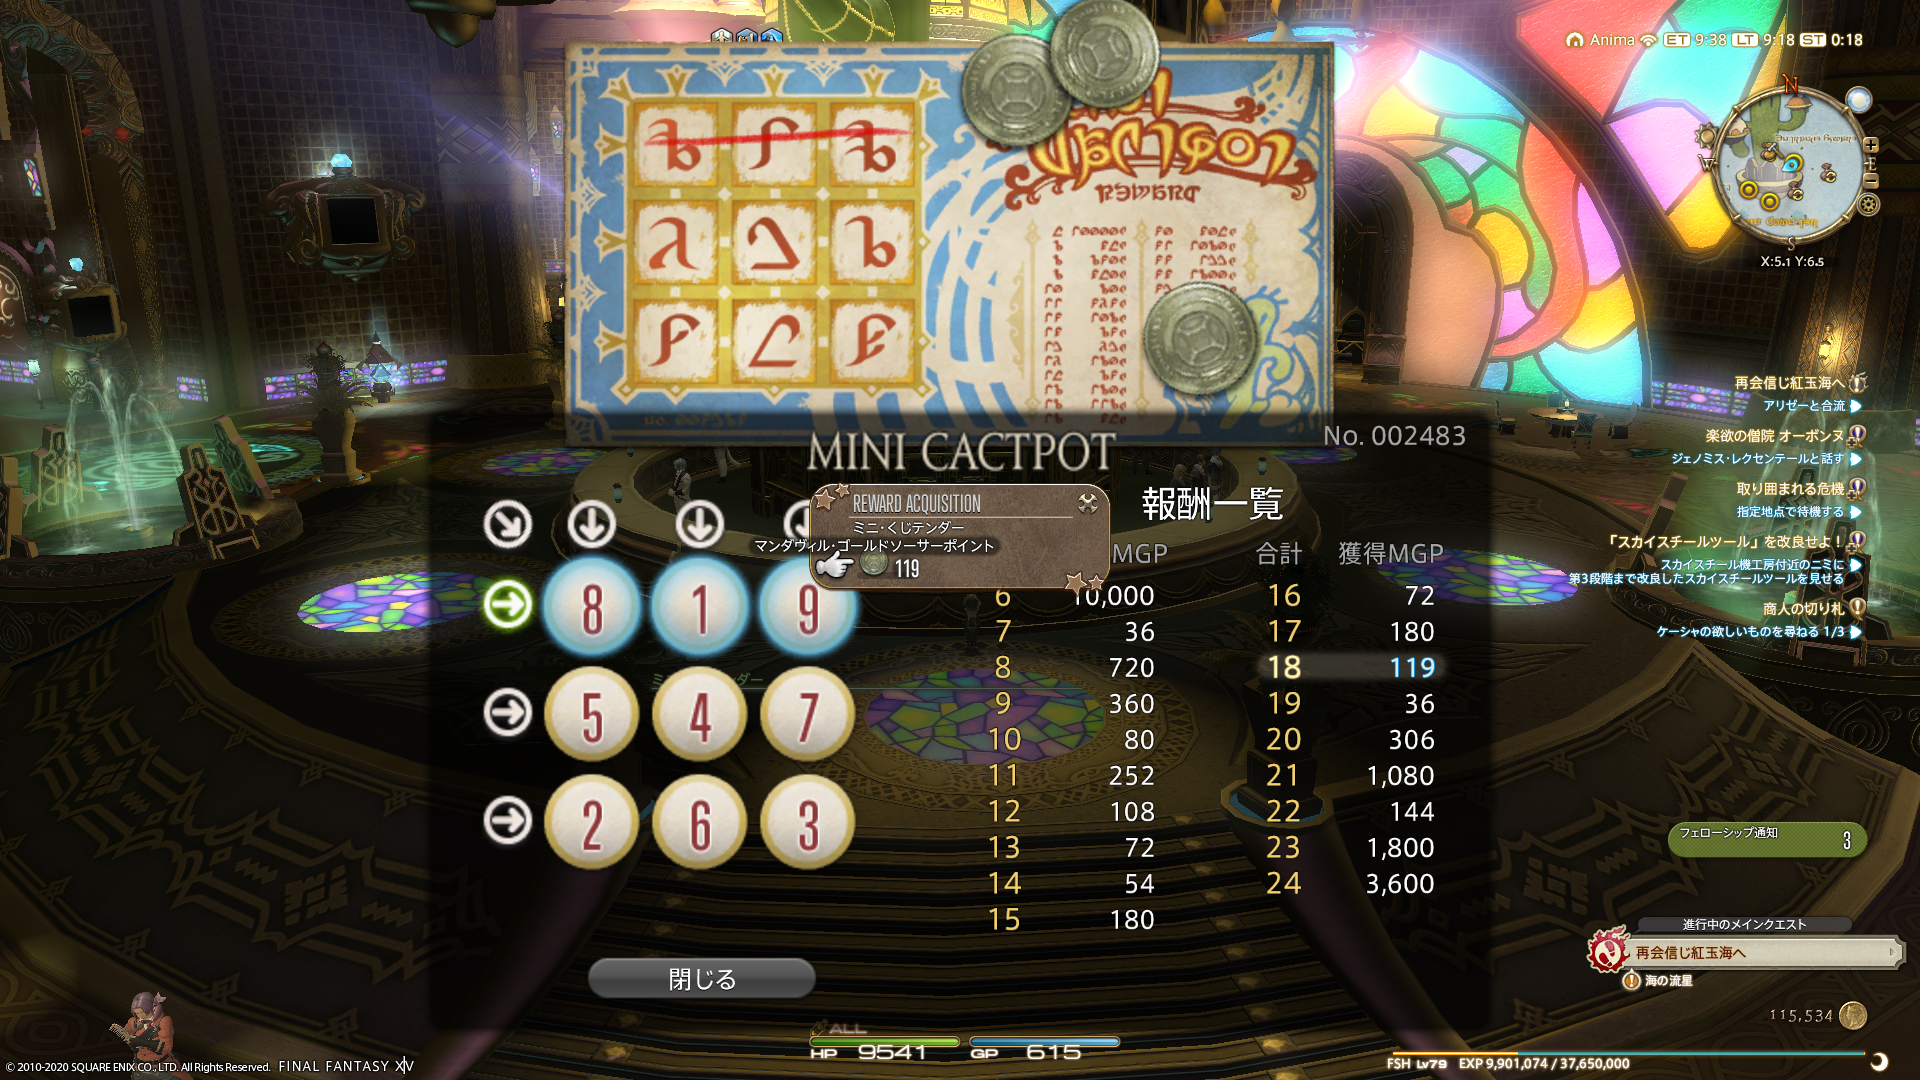 Anima ET 9:38 LT 9:18 ST 0:18
N
W
E
S
X:5.1 Y:6.5
No. 002483
MINI CACTPOT
REWARD ACQUISITION
ミニ・くじテンダー
マンダヴィル・ゴールドソーサーポイント
119
報酬一覧
MGP 合計 獲得MGP
8 1 9
5 4 7
2 6 3
6 10,000 16 72
7 36 17 180
8 720 18 119
9 360 19 36
10 80 20 306
11 252 21 1,080
12 108 22 144
13 72 23 1,800
14 54 24 3,600
15 180
閉じる
再会信じ紅玉海へ
アリゼーと合流
楽欲の僧院 オーボンヌ
ジェノミス・レクセンテールと話す
取り囲まれる危機
指定地点で待機する
「スカイスチールツール」を改良せよ！
スカイスチール機工房付近のニミに
第3段階まで改良したスカイスチールツールを見せる
商人の切り札
ケーシャの欲しいものを尋ねる 1/3
フェローシップ通知 3
進行中のメインクエスト
再会信じ紅玉海へ
海の流星
115,534
ALL
HP 9541 GP 615
FSH Lv79 EXP 9,901,074 / 37,650,000
© 2010-2020 SQUARE ENIX CO., LTD. All Rights Reserved. FINAL FANTASY XIV